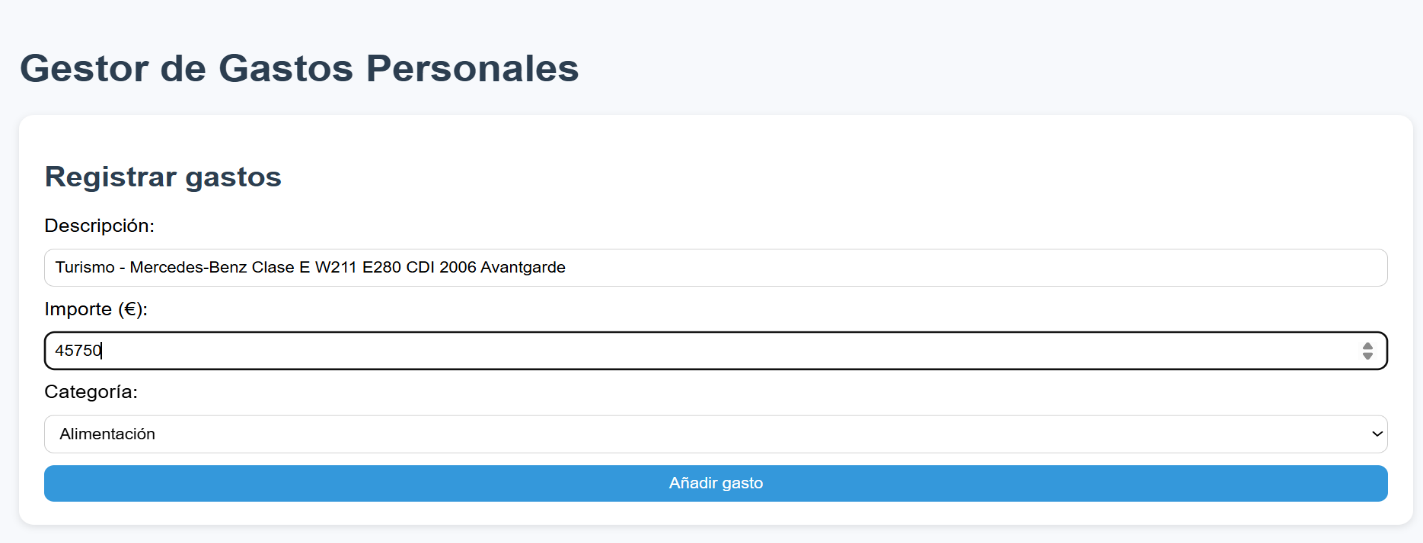 Gestor de Gastos Personales
Registrar gastos
Descripción:
Turismo - Mercedes-Benz Clase E W211 E280 CDI 2006 Avantgarde
Importe (€):
45750
Categoría:
Alimentación
Añadir gasto